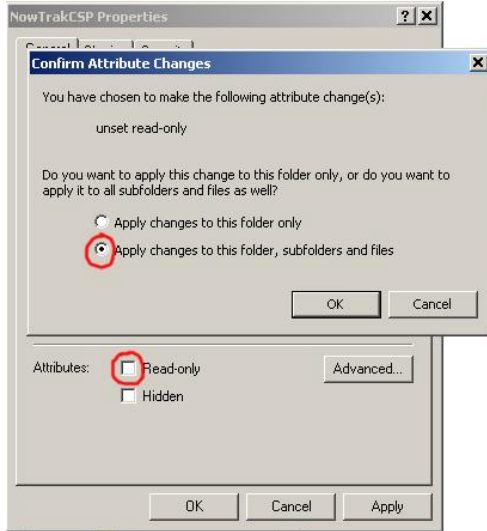 NowTrakCSP Properties
General
Confirm Attribute Changes
You have chosen to make the following attribute change(s):
unset read-only
Do you want to apply this change to this folder only, or do you want to
apply it to all subfolders and files as well?
Apply changes to this folder only
Apply changes to this folder, subfolders and files
OK Cancel
Attributes: Read-only Advanced...
Hidden
OK Cancel Apply